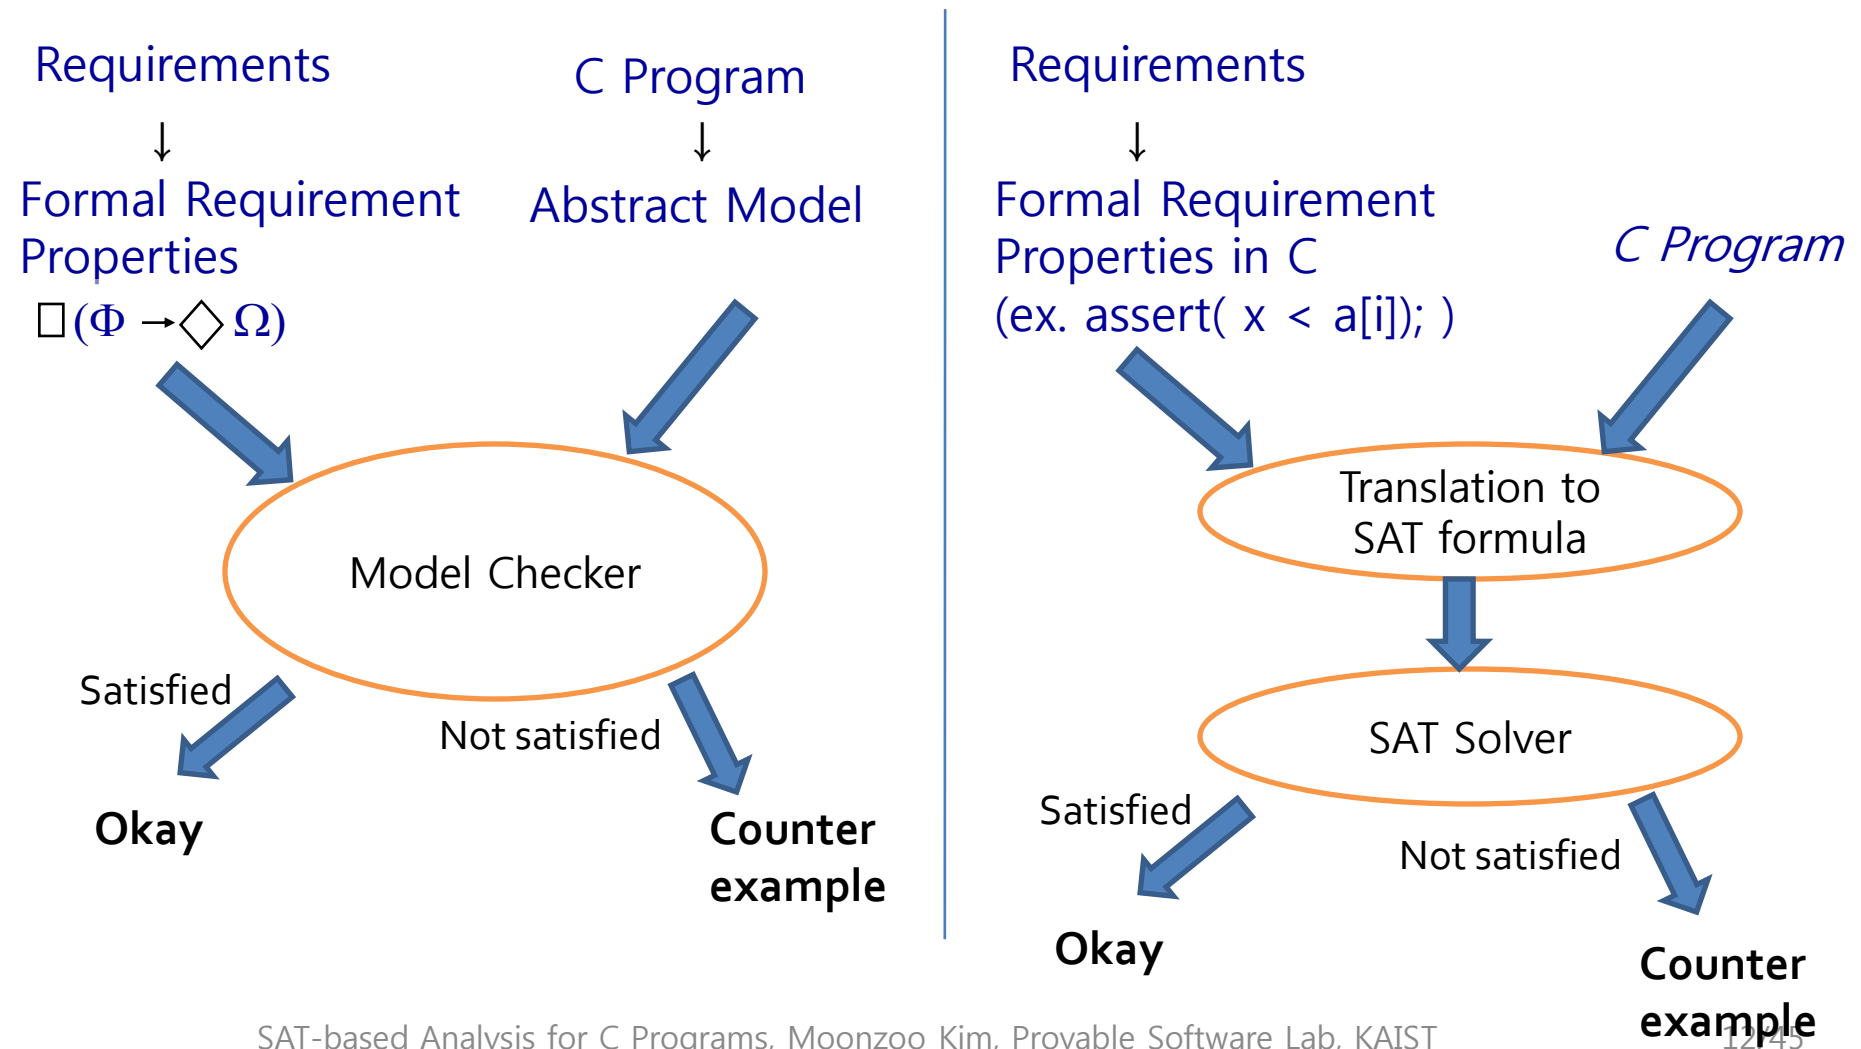 Requirements
↓
Formal Requirement
Properties
□(Φ →◇ Ω)
C Program
↓
Abstract Model
Model Checker
Satisfied
Not satisfied
Okay
Counter
example
Requirements
↓
Formal Requirement
Properties in C
(ex. assert( x < a[i]); )
C Program
Translation to
SAT formula
SAT Solver
Satisfied
Not satisfied
Okay
Counter
example
SAT-based Analysis for C Programs, Moonzoo Kim, Provable Software Lab, KAIST
12/45